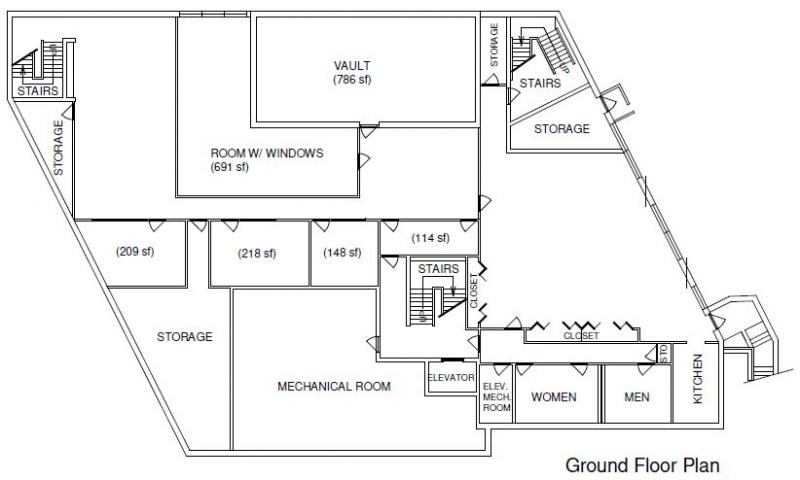 STORAGE
UP
STAIRS
VAULT
(786 sf)
UP
STAIRS
STORAGE
STORAGE
ROOM W/ WINDOWS
(691 sf)
(209 sf)
(218 sf)
(148 sf)
(114 sf)
STAIRS
UP
CLOSET
STORAGE
CLOSET
STO
MECHANICAL ROOM
ELEVATOR
ELEV.
MECH.
ROOM
WOMEN
MEN
KITCHEN
Ground Floor Plan